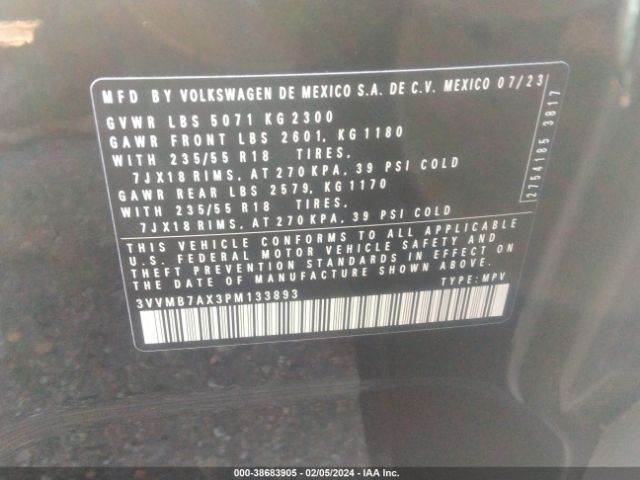 MFD BY VOLKSWAGEN DE MEXICO S.A. DE C.V. MEXICO 07/23
GVWR LBS 5071 KG 2300
GAWR FRONT LBS 2601, KG 1180
WITH 235/55 R18 TIRES,
7JX18 RIMS, AT 270 KPA, 39 PSI COLD
GAWR REAR LBS 2579, KG 1170
WITH 235/55 R18 TIRES,
7JX18 RIMS, AT 270 KPA, 39 PSI COLD
THIS VEHICLE CONFORMS TO ALL APPLICABLE
U.S. FEDERAL MOTOR VEHICLE SAFETY AND
THEFT PREVENTION STANDARDS IN EFFECT ON
THE DATE OF MANUFACTURE SHOWN ABOVE.
3VVMB7AX3PM133893 TYPE: MPV
2754185 3817
000-38683905 - 02/05/2024 - IAA Inc.